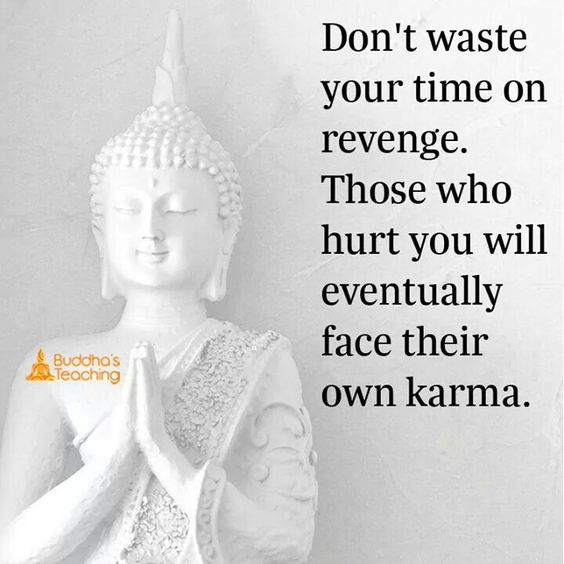 Don't waste
your time on
revenge.
Those who
hurt you will
eventually
face their
own karma.
Buddha's
Teaching